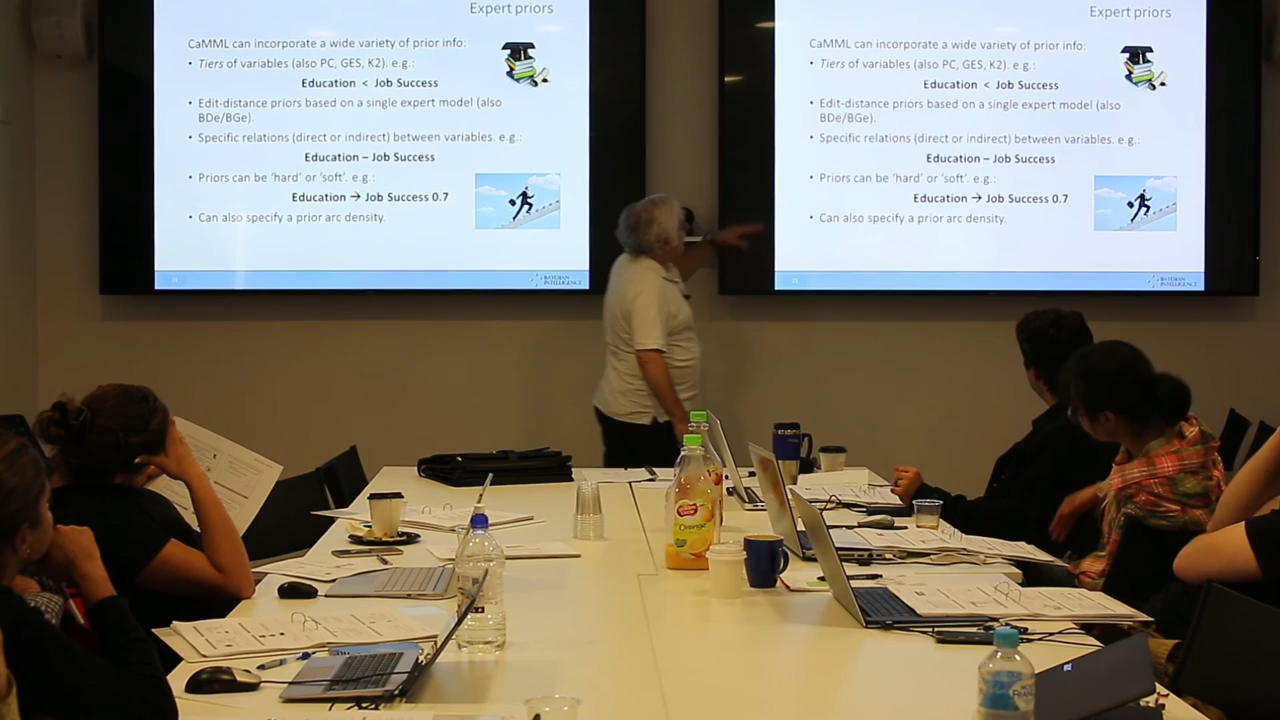 Expert priors
CaMML can incorporate a wide variety of prior info:
• Tiers of variables (also PC, GES, K2). e.g.:
Education < Job Success
• Edit-distance priors based on a single expert model (also
BDe/BGe).
• Specific relations (direct or indirect) between variables. e.g.:
Education – Job Success
• Priors can be ‘hard’ or ‘soft’. e.g.:
Education → Job Success 0.7
• Can also specify a prior arc density.
BAYESIAN
INTELLIGENCE
Expert priors
CaMML can incorporate a wide variety of prior info:
• Tiers of variables (also PC, GES, K2). e.g.:
Education < Job Success
• Edit-distance priors based on a single expert model (also
BDe/BGe).
• Specific relations (direct or indirect) between variables. e.g.:
Education – Job Success
• Priors can be ‘hard’ or ‘soft’. e.g.:
Education → Job Success 0.7
• Can also specify a prior arc density.
BAYESIAN
INTELLIGENCE
Orange